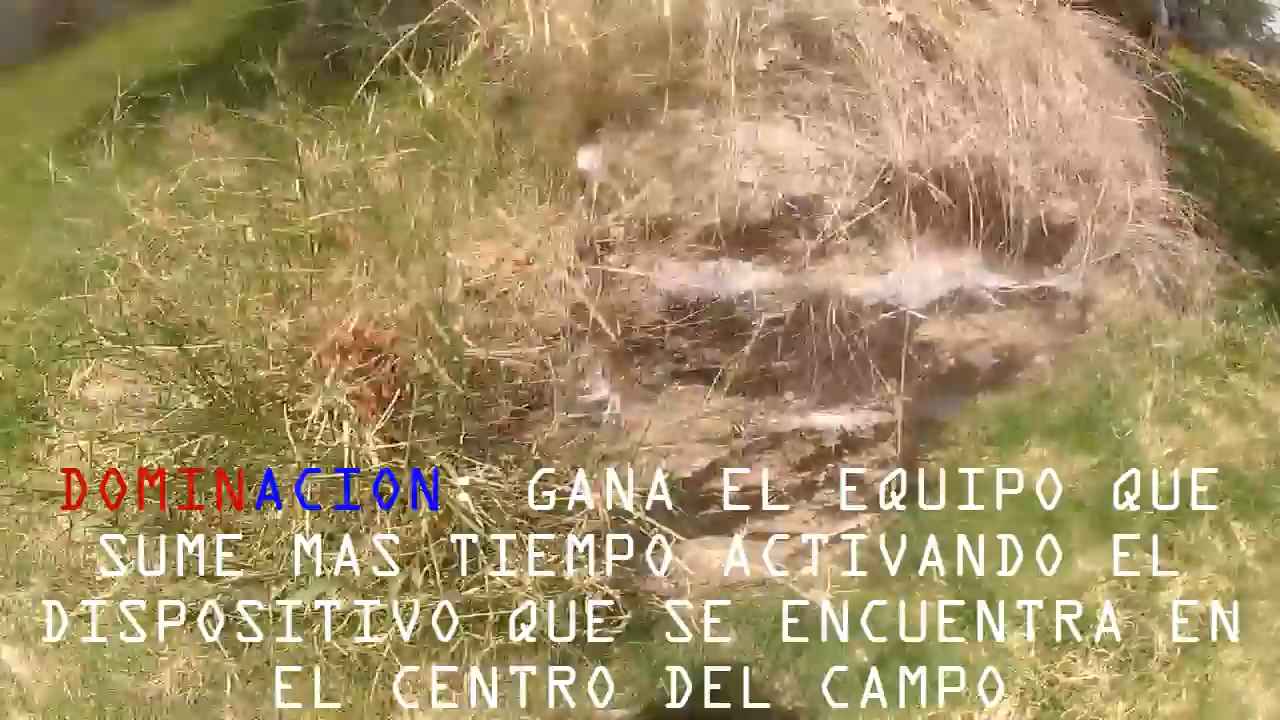 DOMINACION: GANA EL EQUIPO QUE
SUME MAS TIEMPO ACTIVANDO EL
DISPOSITIVO QUE SE ENCUENTRA EN
EL CENTRO DEL CAMPO